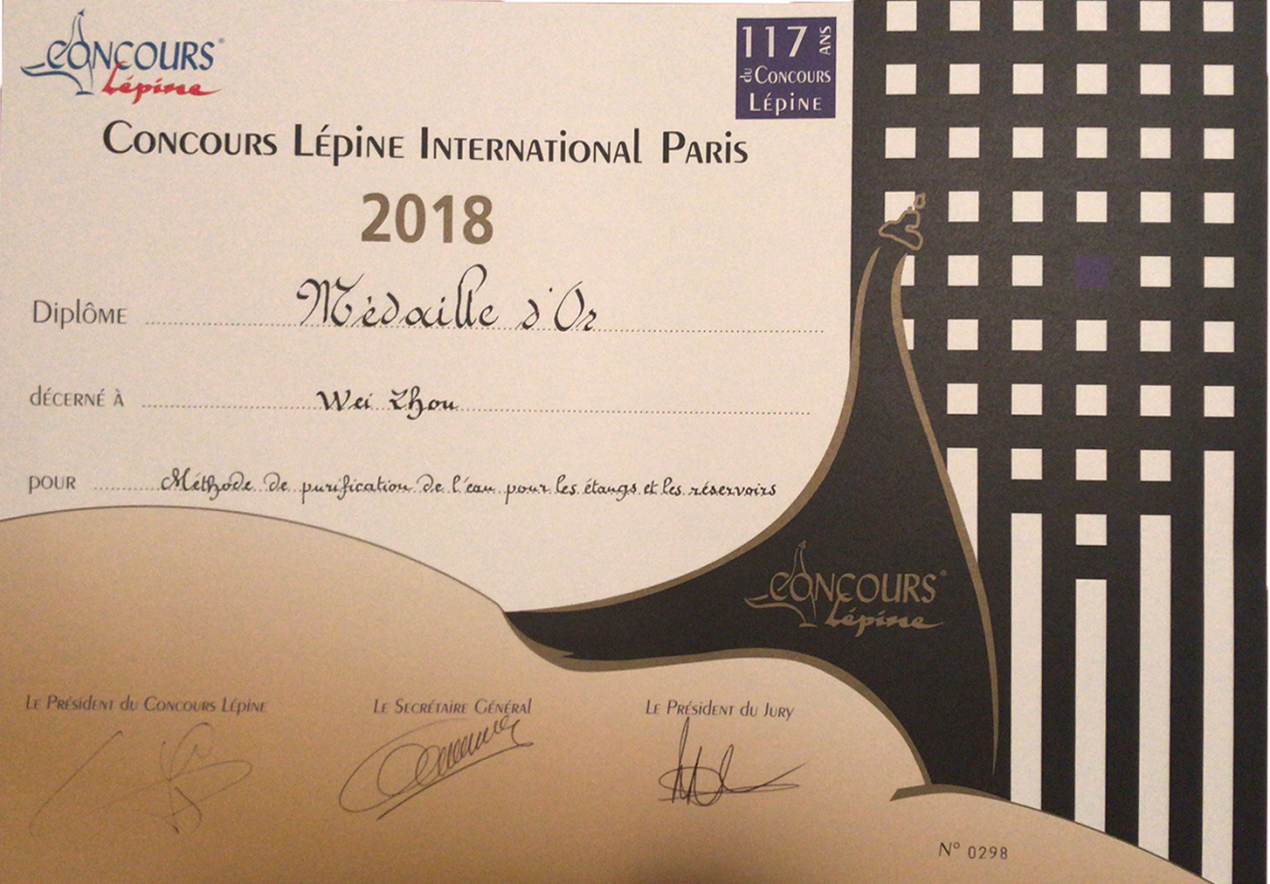 CONCOURS®
Lépine
117 ANS
du CONCOURS
LÉPINE
CONCOURS LÉPINE INTERNATIONAL PARIS
2018
Diplôme Médaille d'Or
décerné à Wei Zhou
pour Méthode de purification de l'eau pour les étangs et les réservoirs
CONCOURS®
Lépine
Le Président du Concours Lépine
Le Secrétaire Général
Le Président du Jury
N° 0298